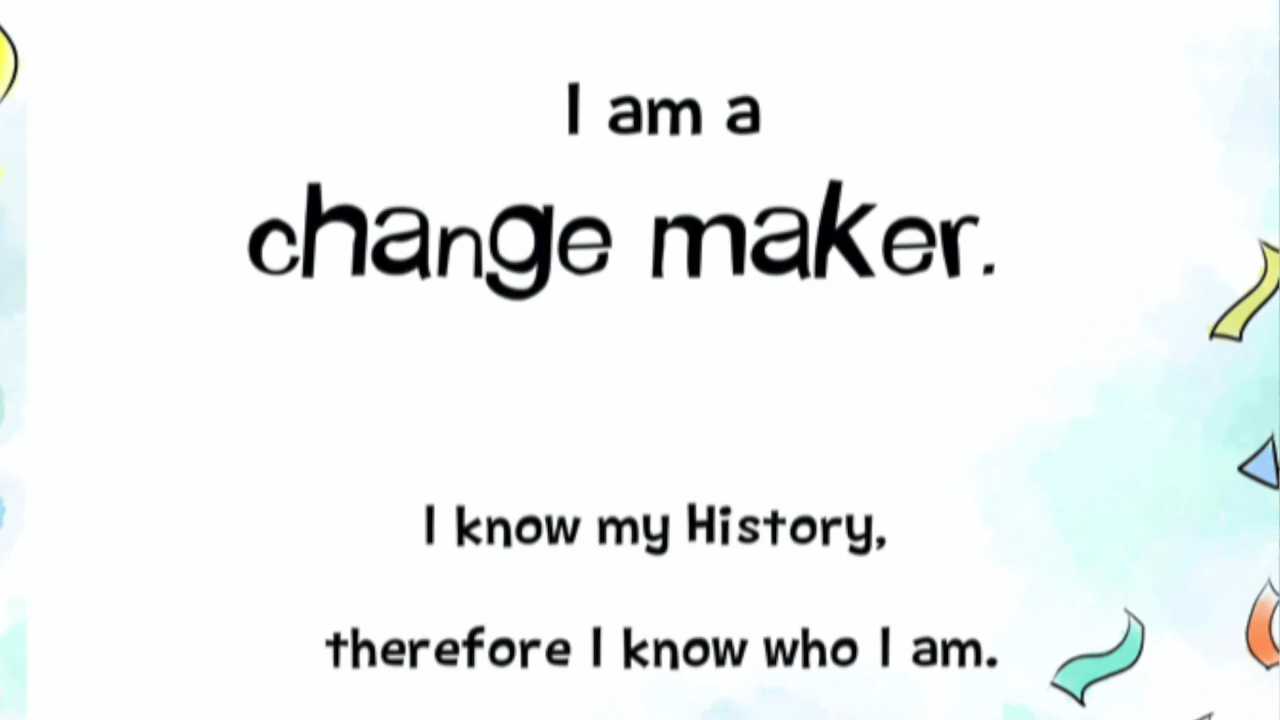 I am a
change maker.
I know my History,
therefore I know who I am.